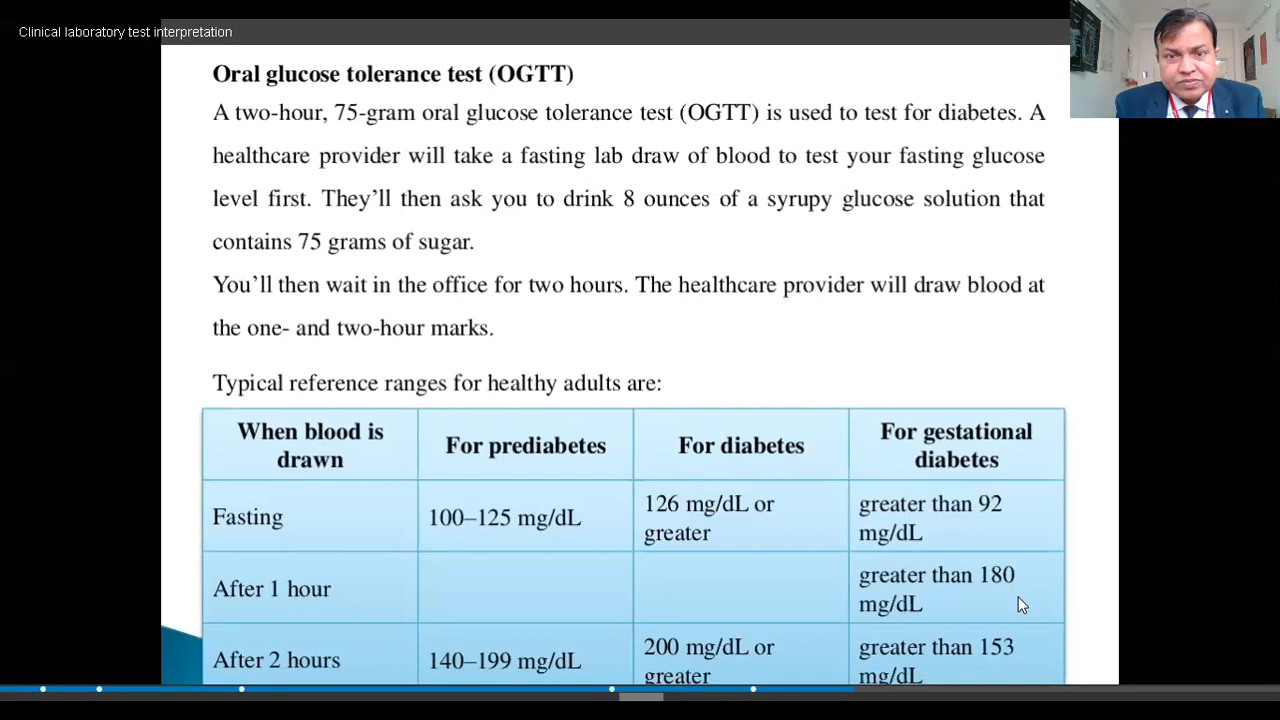 Clinical laboratory test interpretation
Oral glucose tolerance test (OGTT)
A two-hour, 75-gram oral glucose tolerance test (OGTT) is used to test for diabetes. A
healthcare provider will take a fasting lab draw of blood to test your fasting glucose
level first. They’ll then ask you to drink 8 ounces of a syrupy glucose solution that
contains 75 grams of sugar.
You’ll then wait in the office for two hours. The healthcare provider will draw blood at
the one- and two-hour marks.
Typical reference ranges for healthy adults are:
When blood is
drawn
For prediabetes
For diabetes
For gestational
diabetes
Fasting
100–125 mg/dL
126 mg/dL or
greater
greater than 92
mg/dL
After 1 hour
greater than 180
mg/dL
After 2 hours
140–199 mg/dL
200 mg/dL or
greater
greater than 153
mg/dL